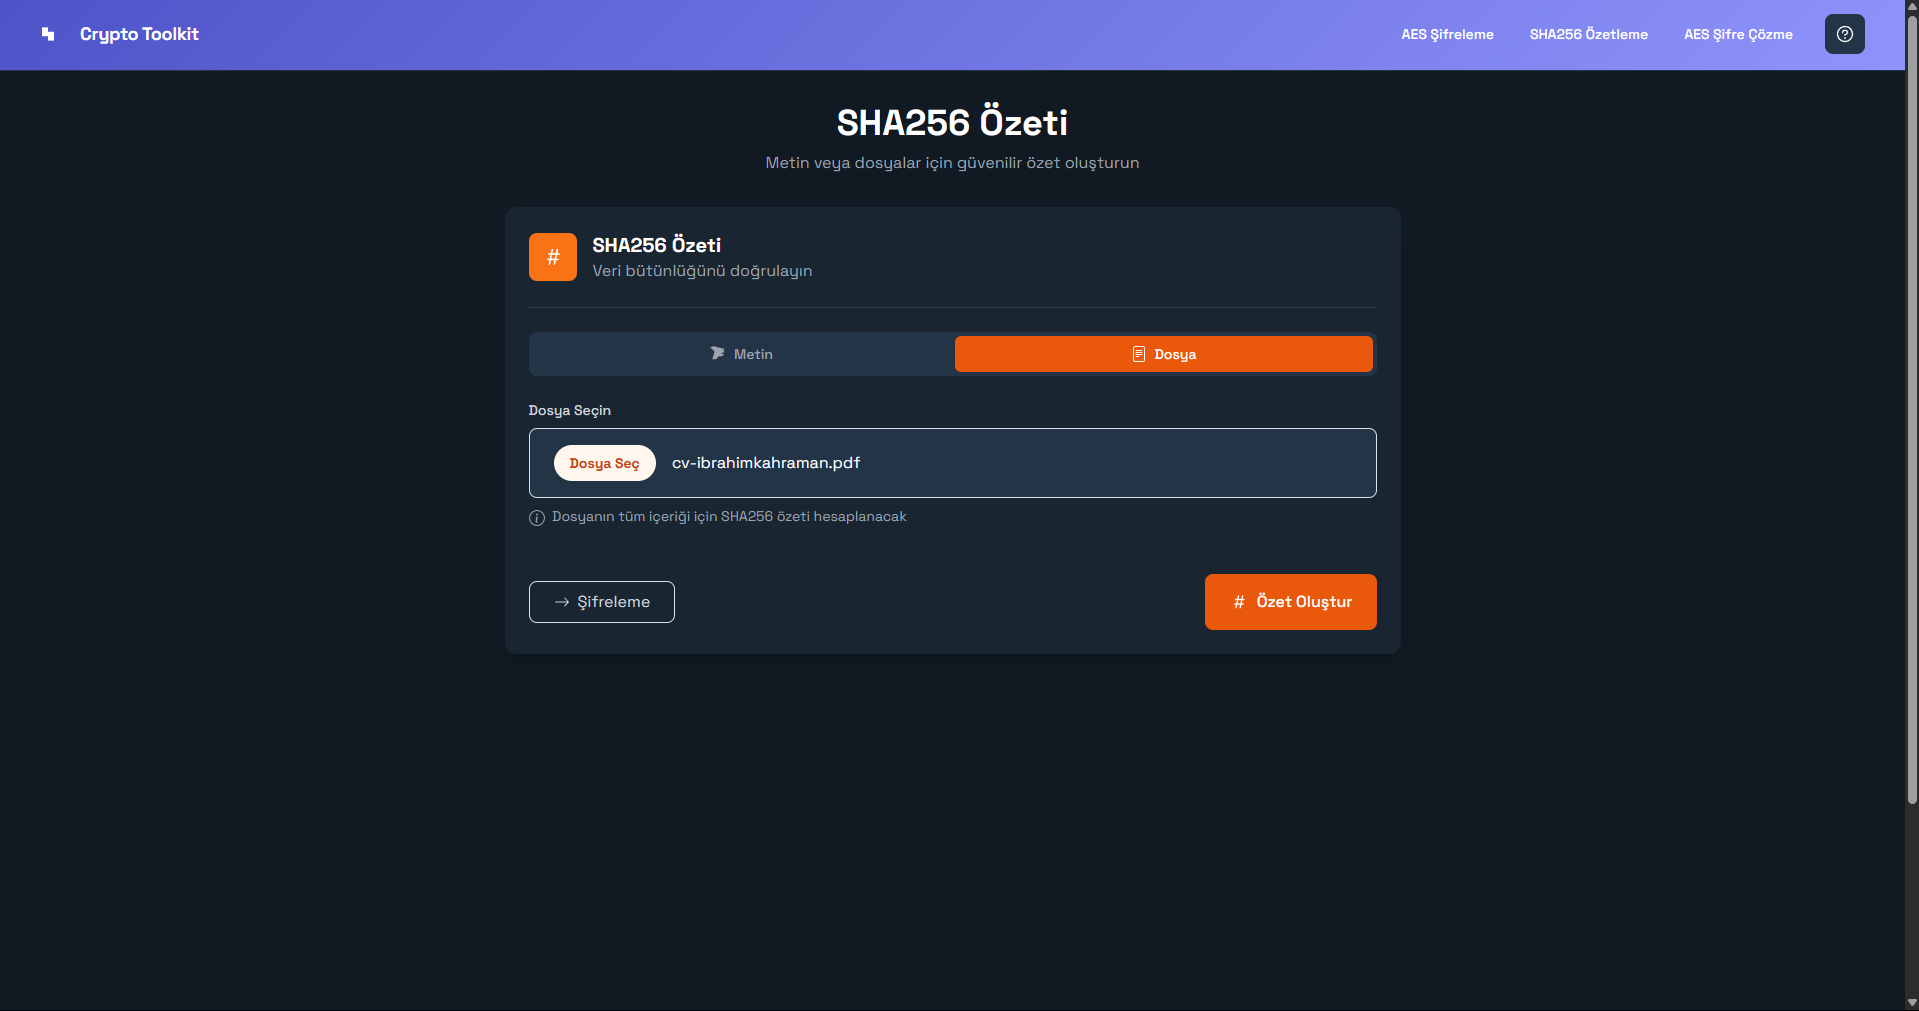 Crypto Toolkit
AES Şifreleme
SHA256 Özetleme
AES Şifre Çözme
SHA256 Özeti
Metin veya dosyalar için güvenilir özet oluşturun
#
SHA256 Özeti
Veri bütünlüğünü doğrulayın
Metin
Dosya
Dosya Seçin
Dosya Seç
cv-ibrahimkahraman.pdf
Dosyanın tüm içeriği için SHA256 özeti hesaplanacak
→ Şifreleme
# Özet Oluştur